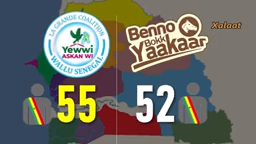 LA GRANDE COALITION
Yewwi
ASKAN WI
WALLU SENEGAL
Benno
Bokk
Yaakaar
Xalaat
55
52